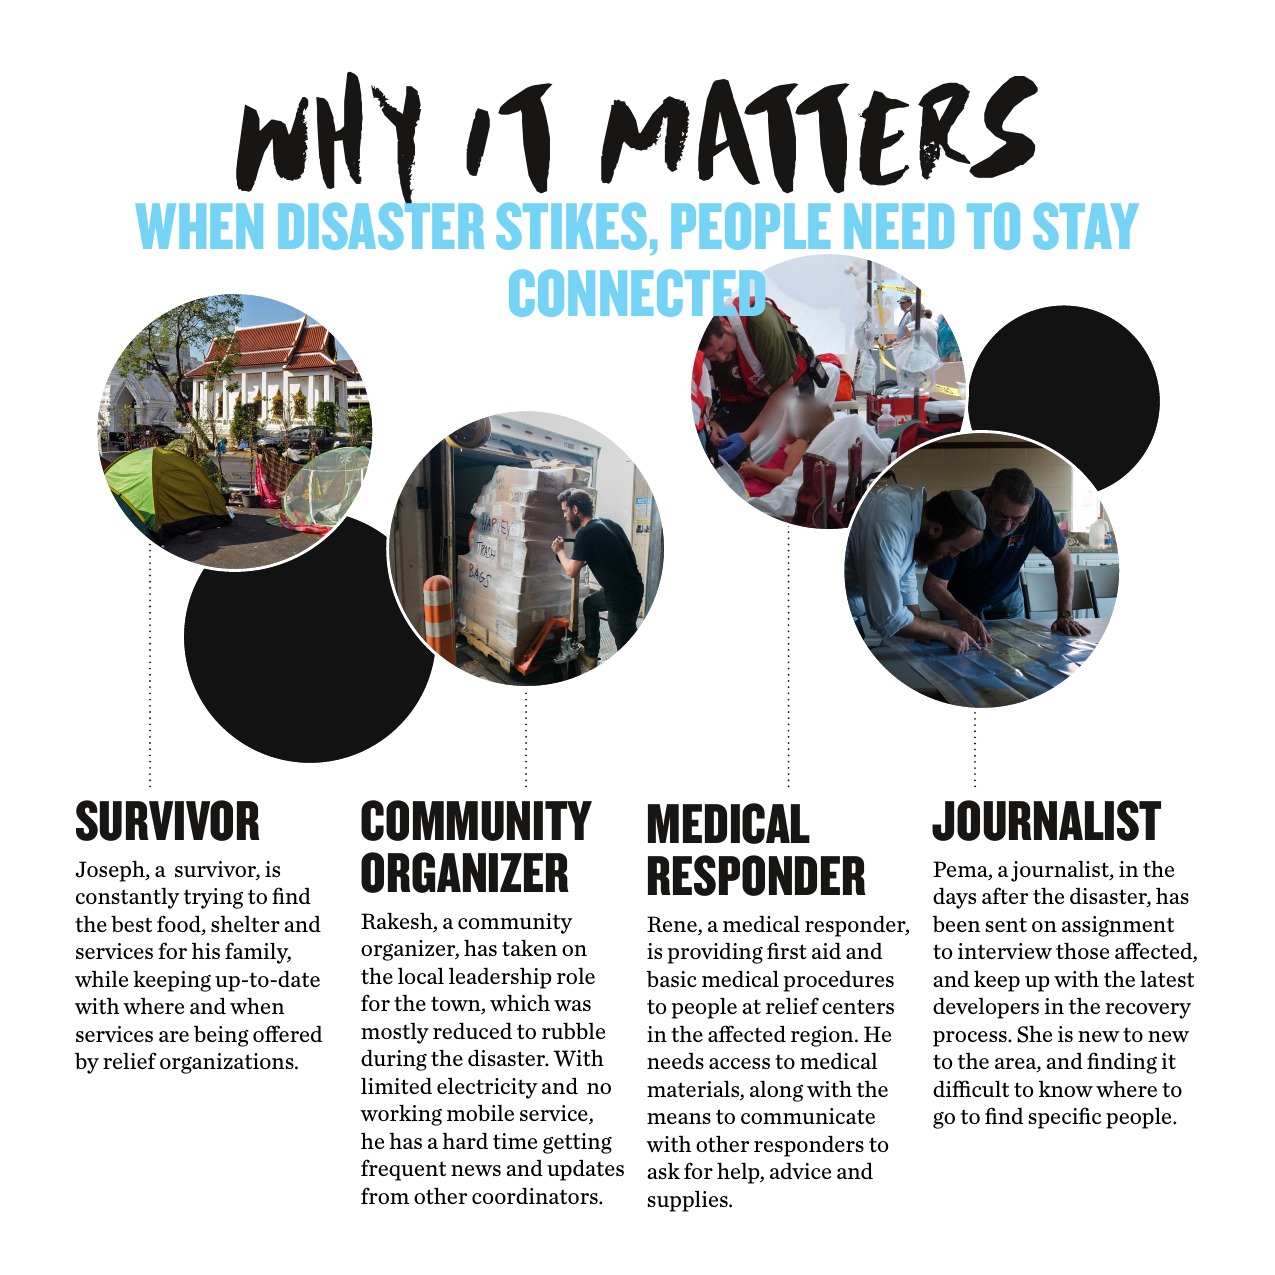 WHY IT MATTERS
WHEN DISASTER STIKES, PEOPLE NEED TO STAY
CONNECTED
HARVEY
TRASH
BAGS
SURVIVOR
Joseph, a  survivor, is
constantly trying to find
the best food, shelter and
services for his family,
while keeping up-to-date
with where and when
services are being offered
by relief organizations.
COMMUNITY
ORGANIZER
Rakesh, a community
organizer, has taken on
the local leadership role
for the town, which was
mostly reduced to rubble
during the disaster. With
limited electricity and  no
working mobile service,
he has a hard time getting
frequent news and updates
from other coordinators.
MEDICAL
RESPONDER
Rene, a medical responder,
is providing first aid and
basic medical procedures
to people at relief centers
in the affected region. He
needs access to medical
materials, along with the
means to communicate
with other responders to
ask for help, advice and
supplies.
JOURNALIST
Pema, a journalist, in the
days after the disaster, has
been sent on assignment
to interview those affected,
and keep up with the latest
developers in the recovery
process. She is new to new
to the area, and finding it
difficult to know where to
go to find specific people.